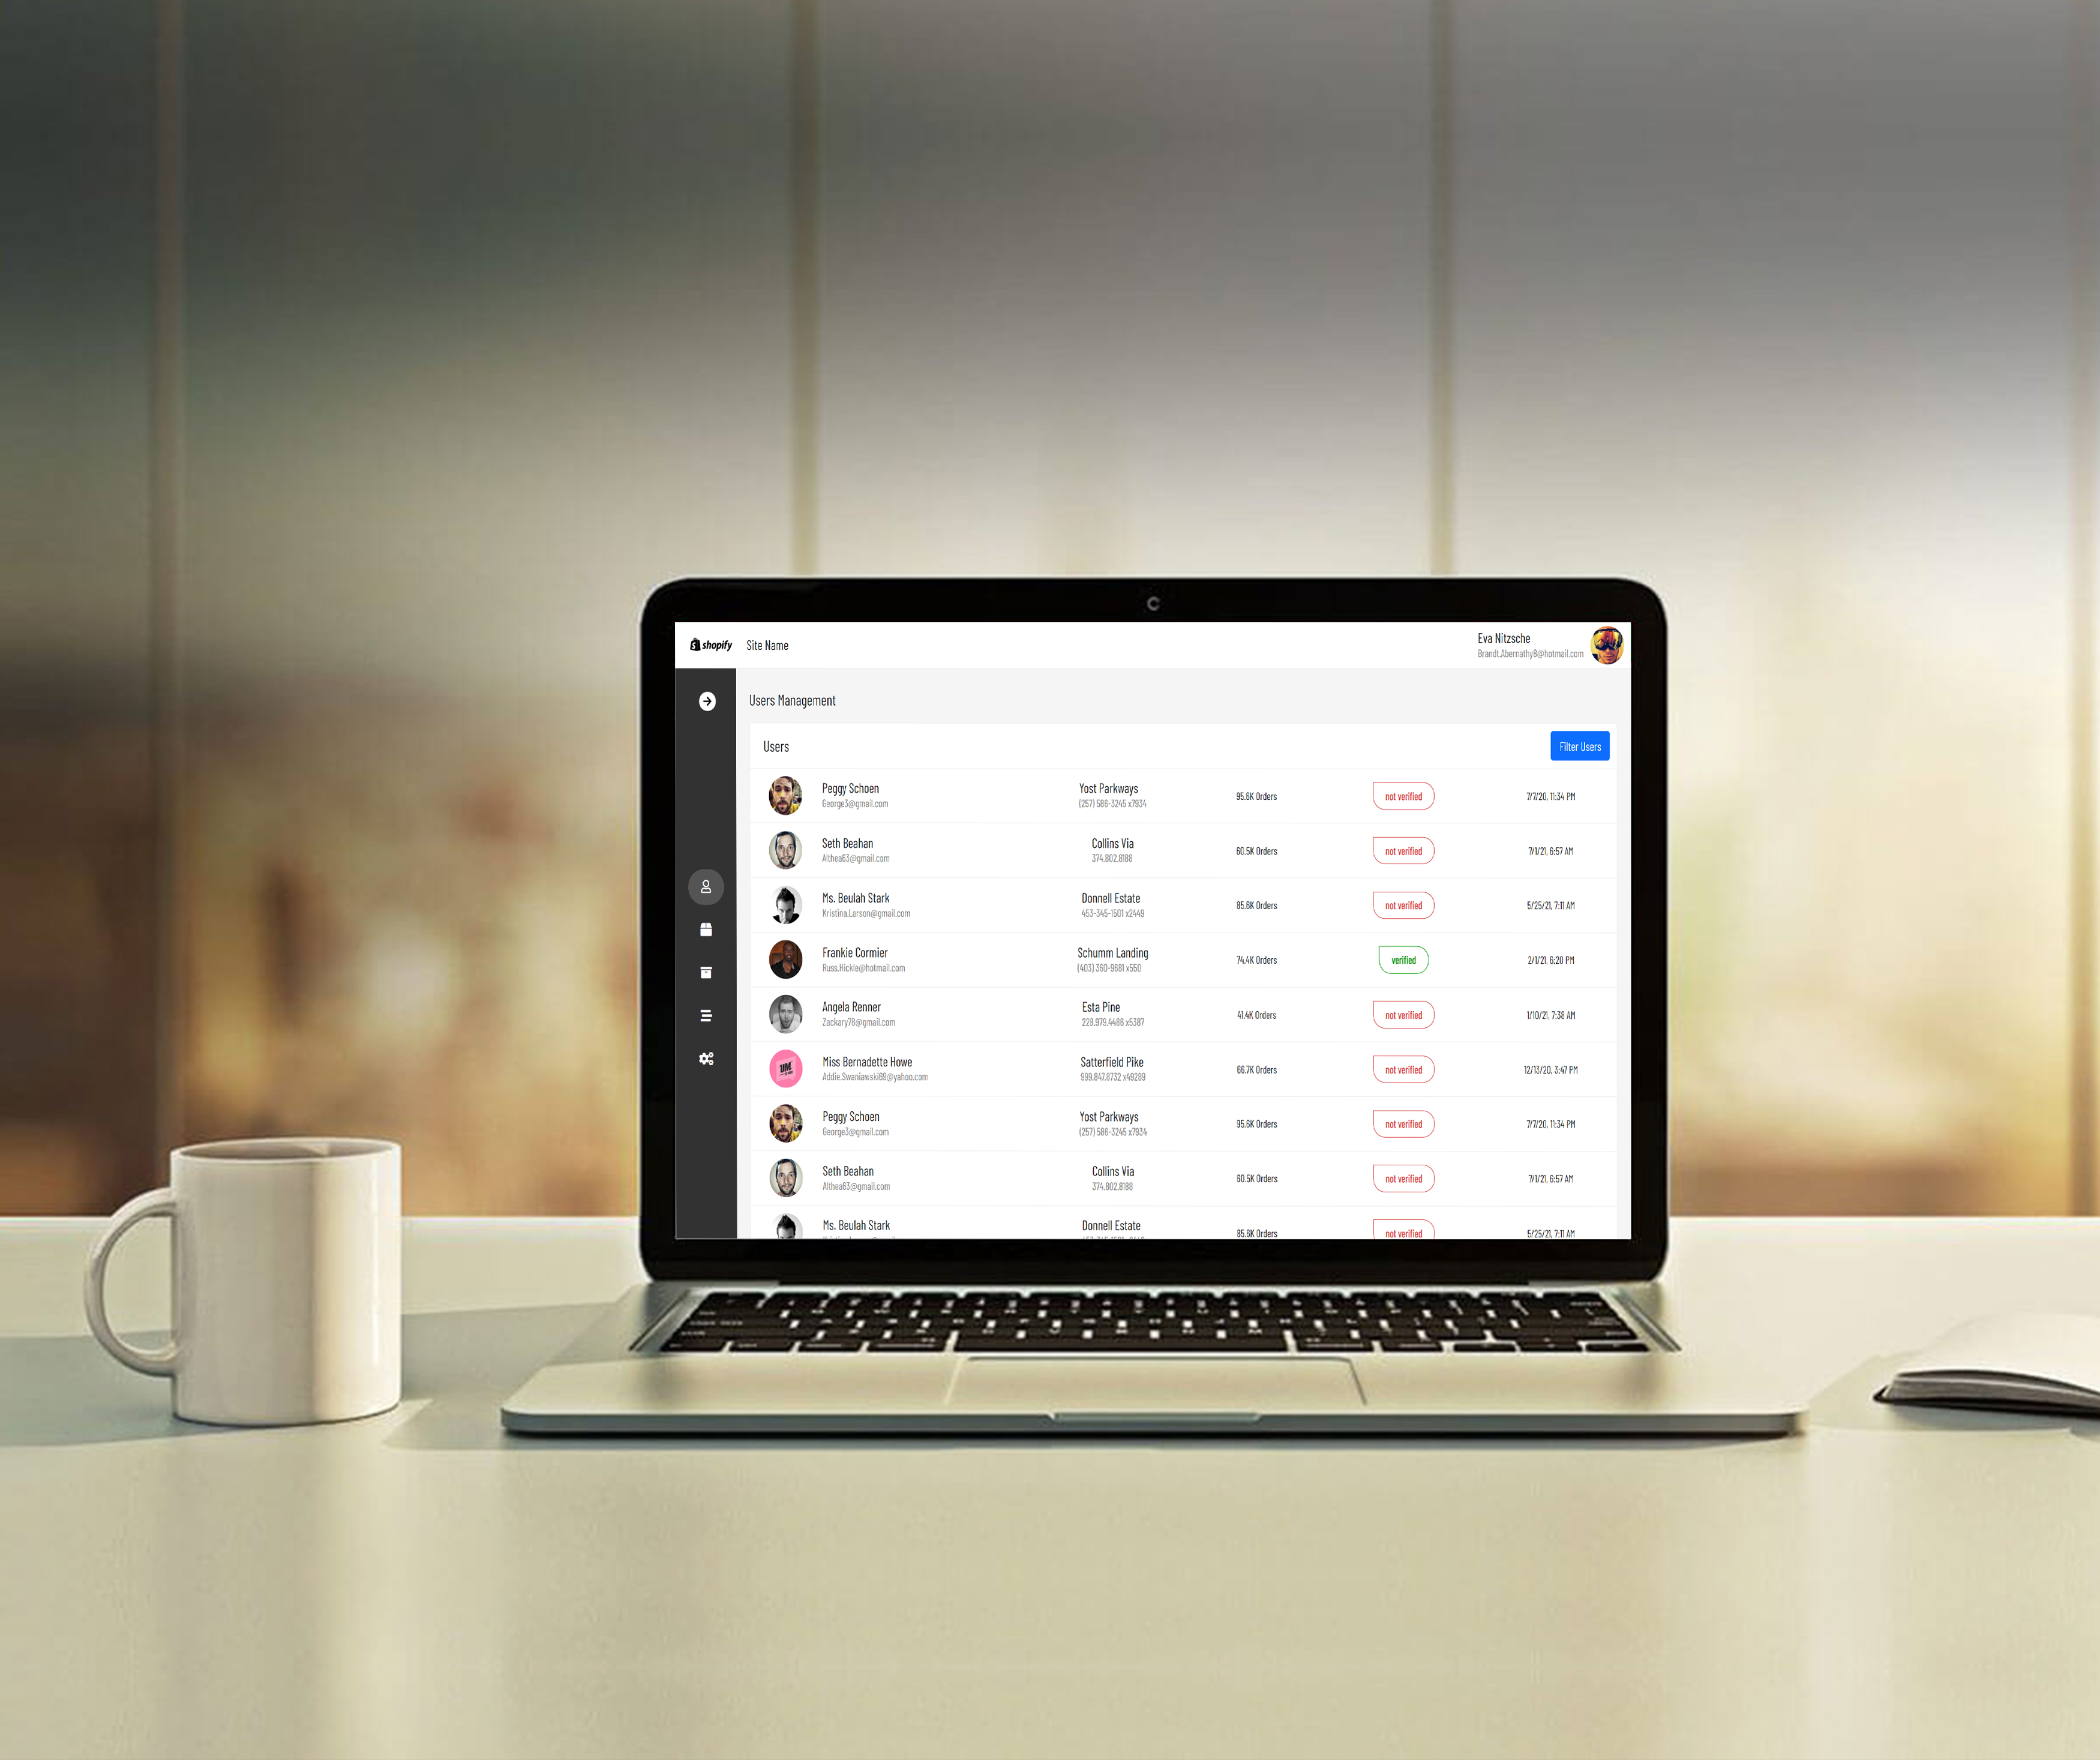 shopify Site Name
Eva Nitzsche
Brandt.Abernathy8@hotmail.com
Users Management
Users
Filter Users
Peggy Schoen
George3@gmail.com
Yost Parkways
(257) 586-3245 x7934
95.6K Orders
not verified
7/7/20, 11:34 PM
Seth Beahan
Althea63@gmail.com
Collins Via
374.802.8188
60.5K Orders
not verified
7/1/21, 6:57 AM
Ms. Beulah Stark
Kristina.Larson@gmail.com
Donnell Estate
453-345-1501 x2449
85.6K Orders
not verified
5/25/21, 7:11 AM
Frankie Cormier
Russ.Hickle@hotmail.com
Schumm Landing
(403) 360-9681 x550
74.4K Orders
verified
2/1/21, 6:20 PM
Angela Renner
Zackary78@gmail.com
Esta Pine
228.979.4486 x5387
41.4K Orders
not verified
1/10/21, 7:38 AM
Miss Bernadette Howe
Addie.Swaniawski69@yahoo.com
Satterfield Pike
999.847.8732 x49289
66.7K Orders
not verified
12/13/20, 3:47 PM
Peggy Schoen
George3@gmail.com
Yost Parkways
(257) 586-3245 x7934
95.6K Orders
not verified
7/7/20, 11:34 PM
Seth Beahan
Althea63@gmail.com
Collins Via
374.802.8188
60.5K Orders
not verified
7/1/21, 6:57 AM
Ms. Beulah Stark
Donnell Estate
85.6K Orders
not verified
5/25/21, 7:11 AM